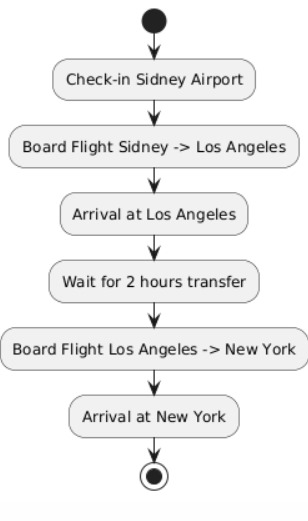 Check-in Sidney Airport
Board Flight Sidney -> Los Angeles
Arrival at Los Angeles
Wait for 2 hours transfer
Board Flight Los Angeles -> New York
Arrival at New York